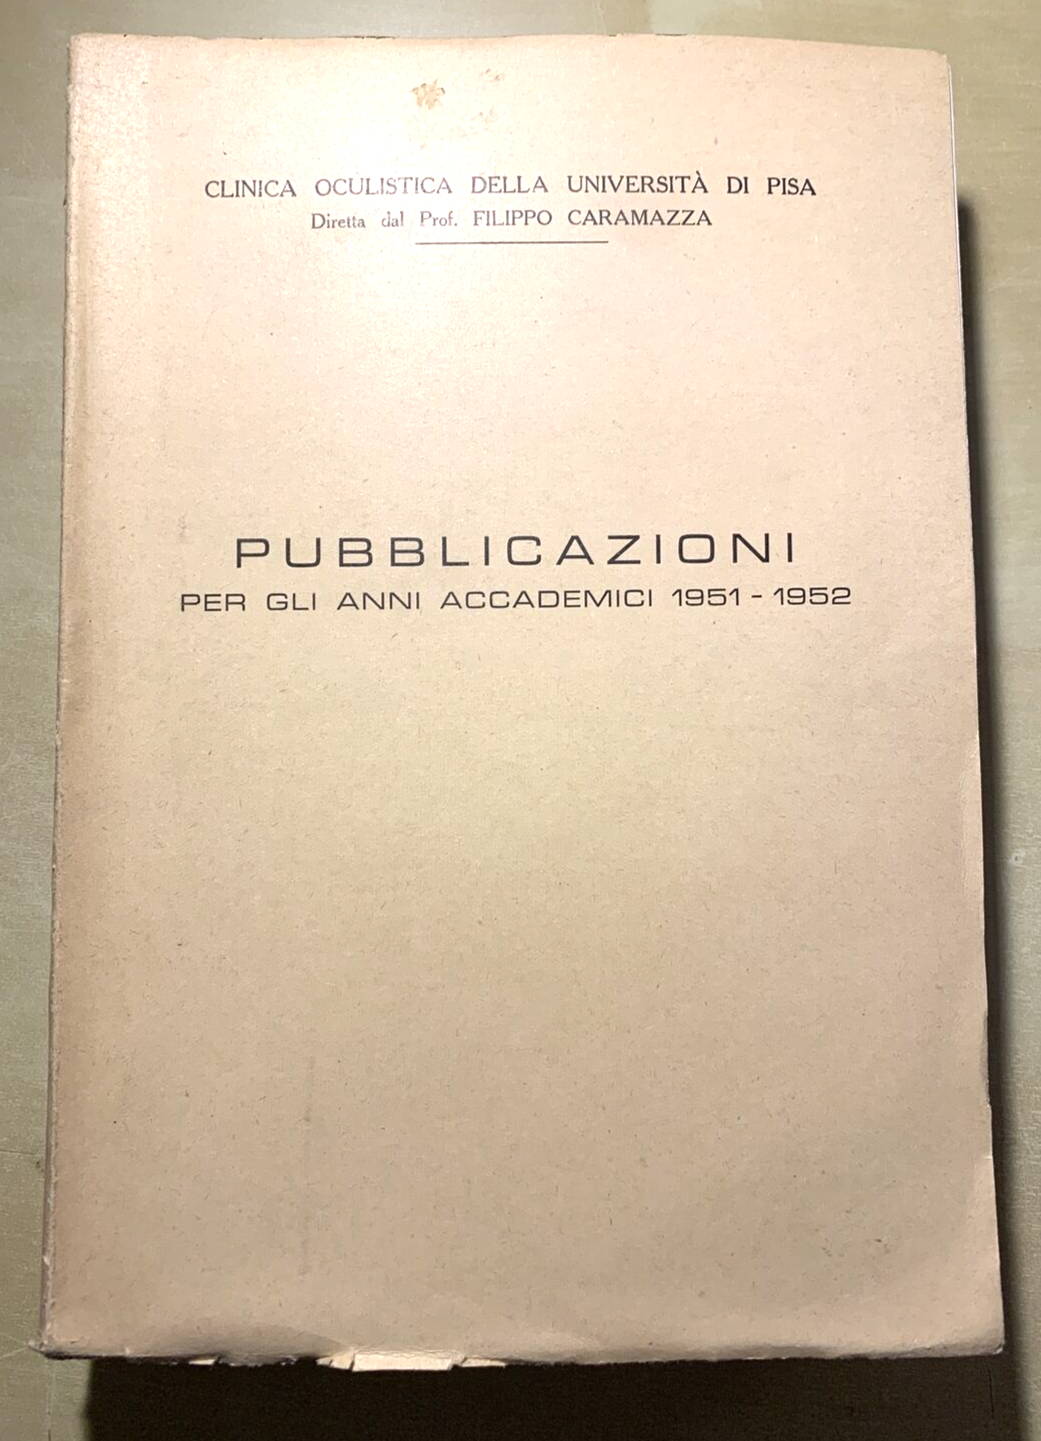 CLINICA OCULISTICA DELLA UNIVERSITÀ DI PISA
Diretta dal Prof. FILIPPO CARAMAZZA
PUBBLICAZIONI
PER GLI ANNI ACCADEMICI 1951 - 1952